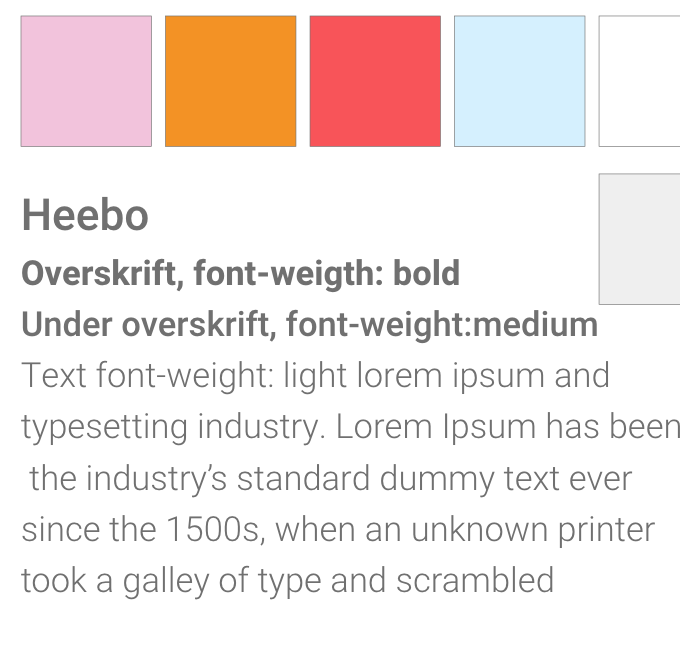 Heebo
Overskrift, font-weigth: bold
Under overskrift, font-weight:medium
Text font-weight: light lorem ipsum and
typesetting industry. Lorem Ipsum has been
the industry’s standard dummy text ever
since the 1500s, when an unknown printer
took a galley of type and scrambled